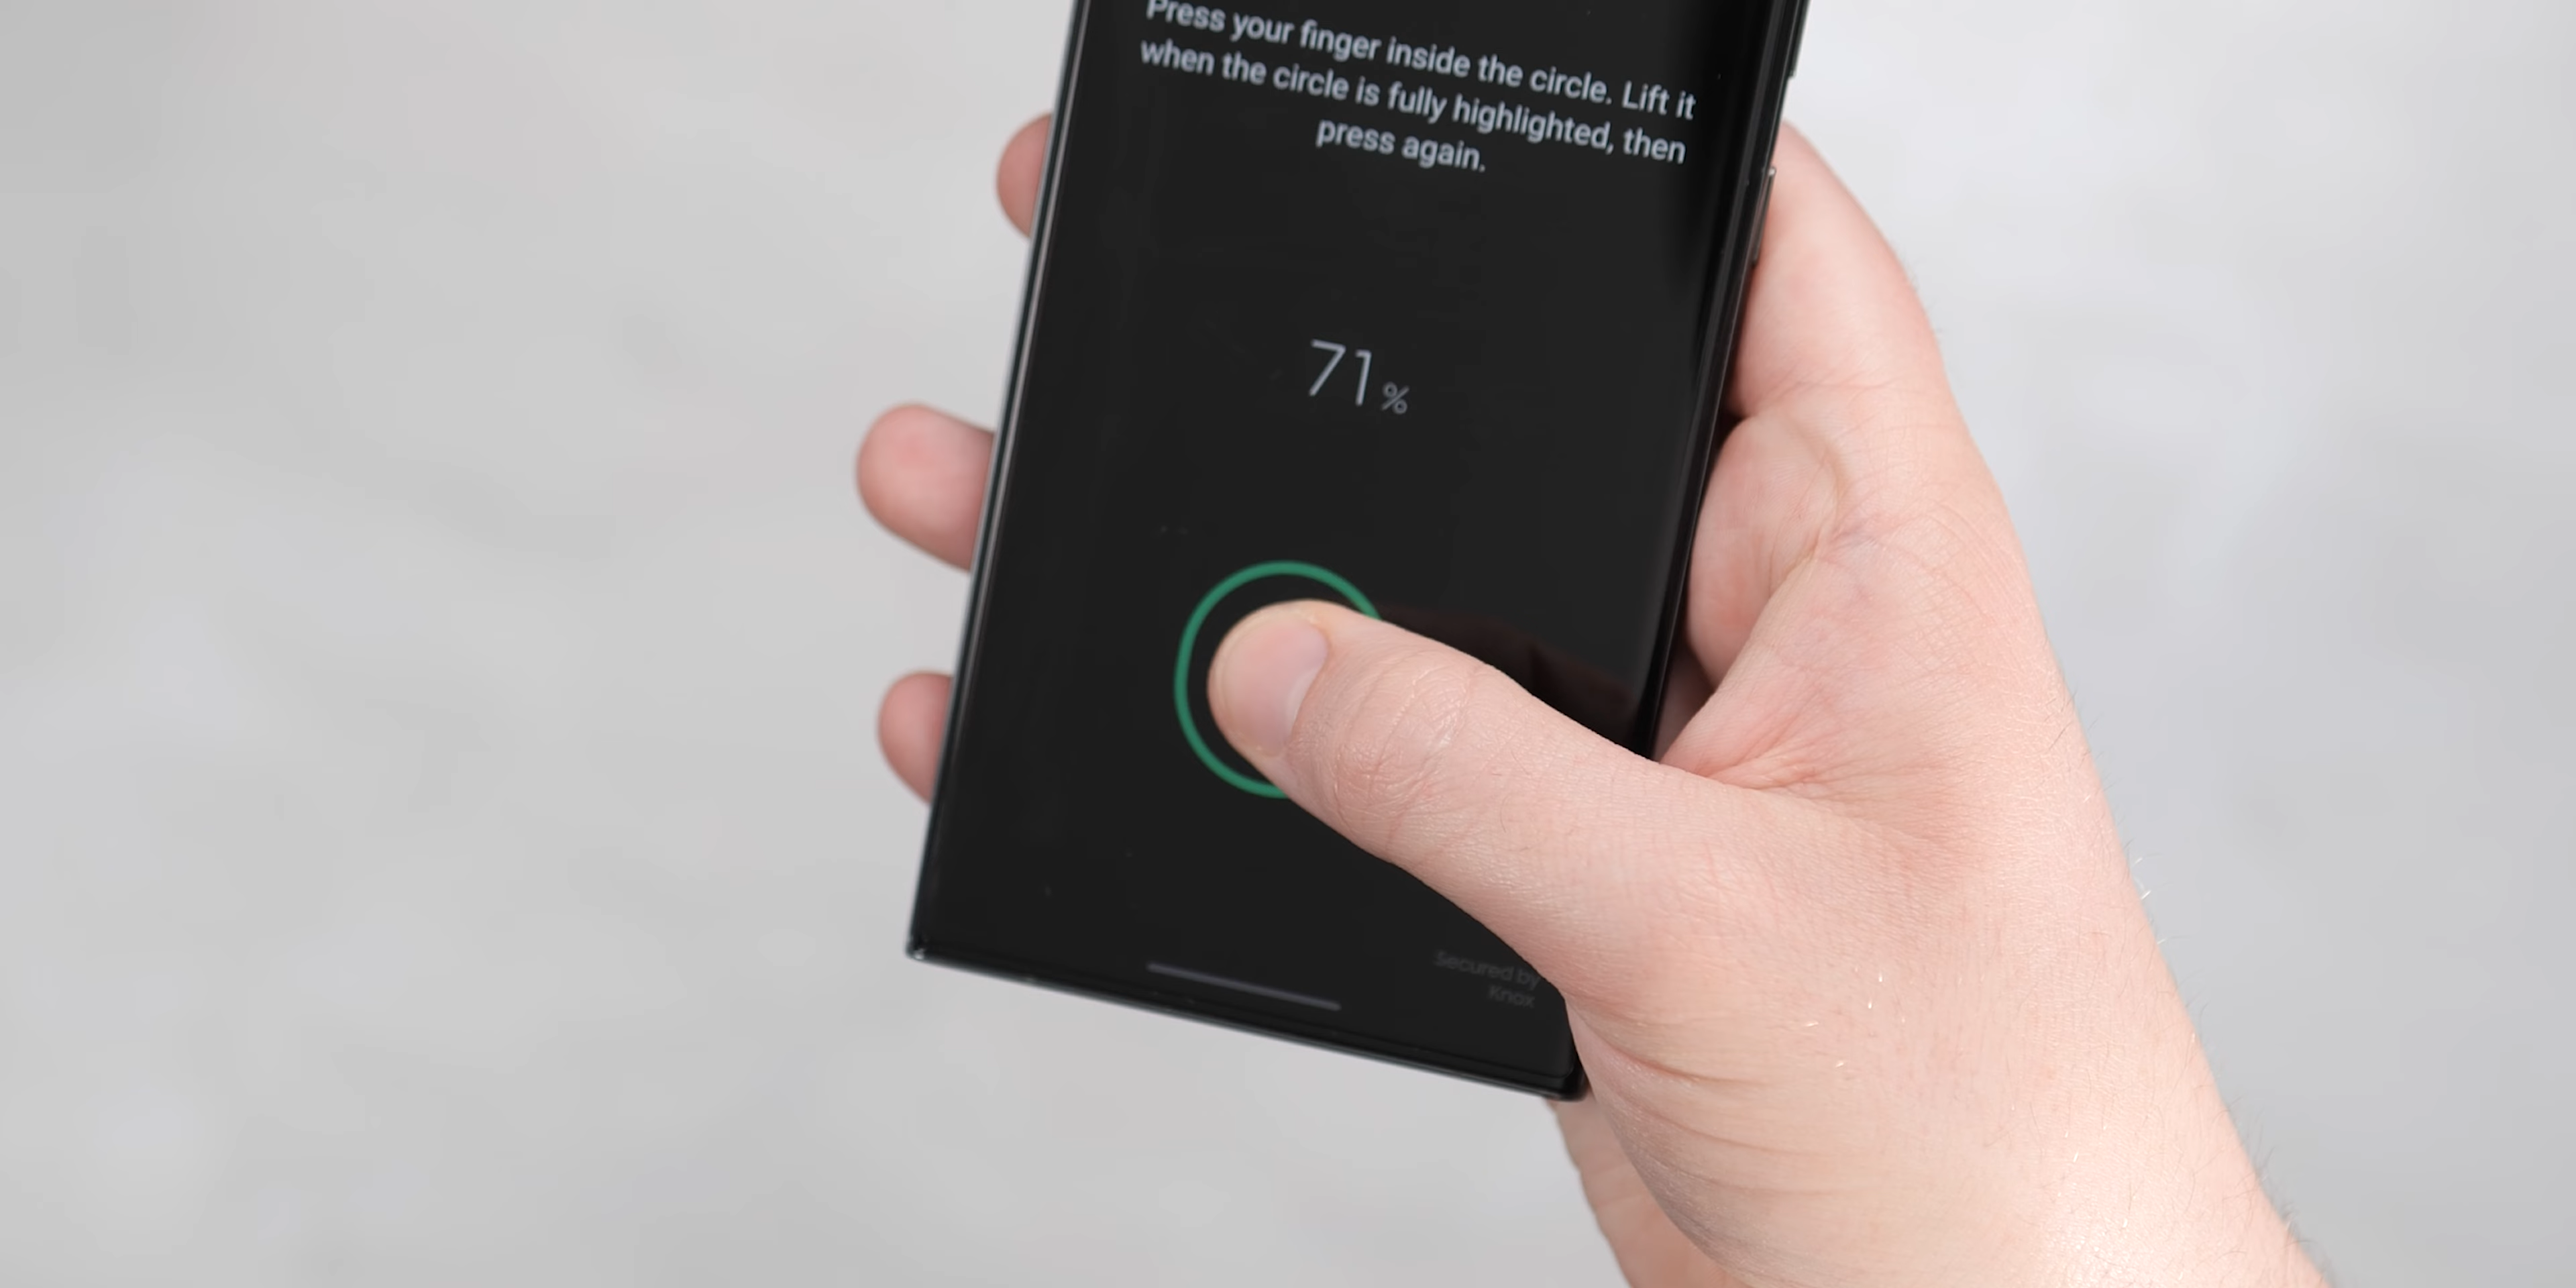 Press your finger inside the circle. Lift it
when the circle is fully highlighted, then
press again.
71%
Secured by
Knox